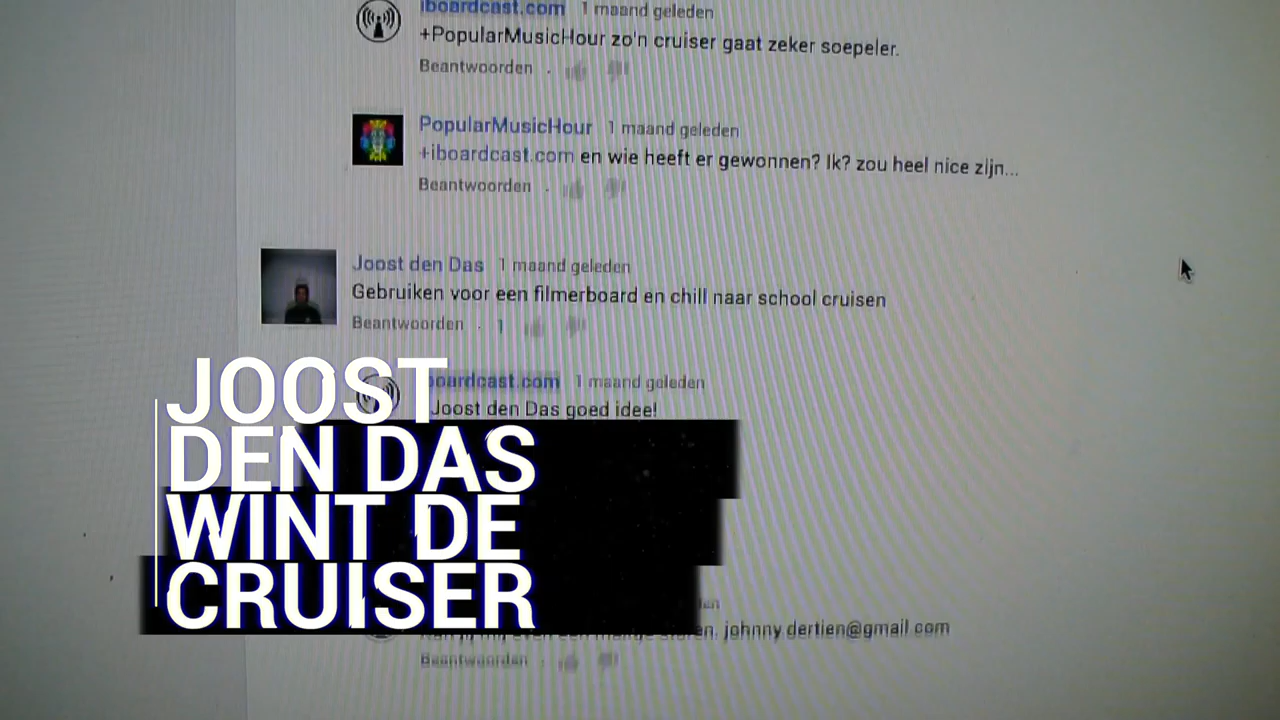 iboardcast.com 1 maand geleden
+PopularMusicHour zo'n cruiser gaat zeker soepeler.
Beantwoorden ·
PopularMusicHour 1 maand geleden
+iboardcast.com en wie heeft er gewonnen? Ik? zou heel nice zijn...
Beantwoorden ·
Joost den Das 1 maand geleden
Gebruiken voor een filmerboard en chill naar school cruisen
Beantwoorden · 1
boardcast.com 1 maand geleden
Joost den Das goed idee!
JOOST
DEN DAS
WINT DE
CRUISER
johnny.dertien@gmail.com
Beantwoorden ·